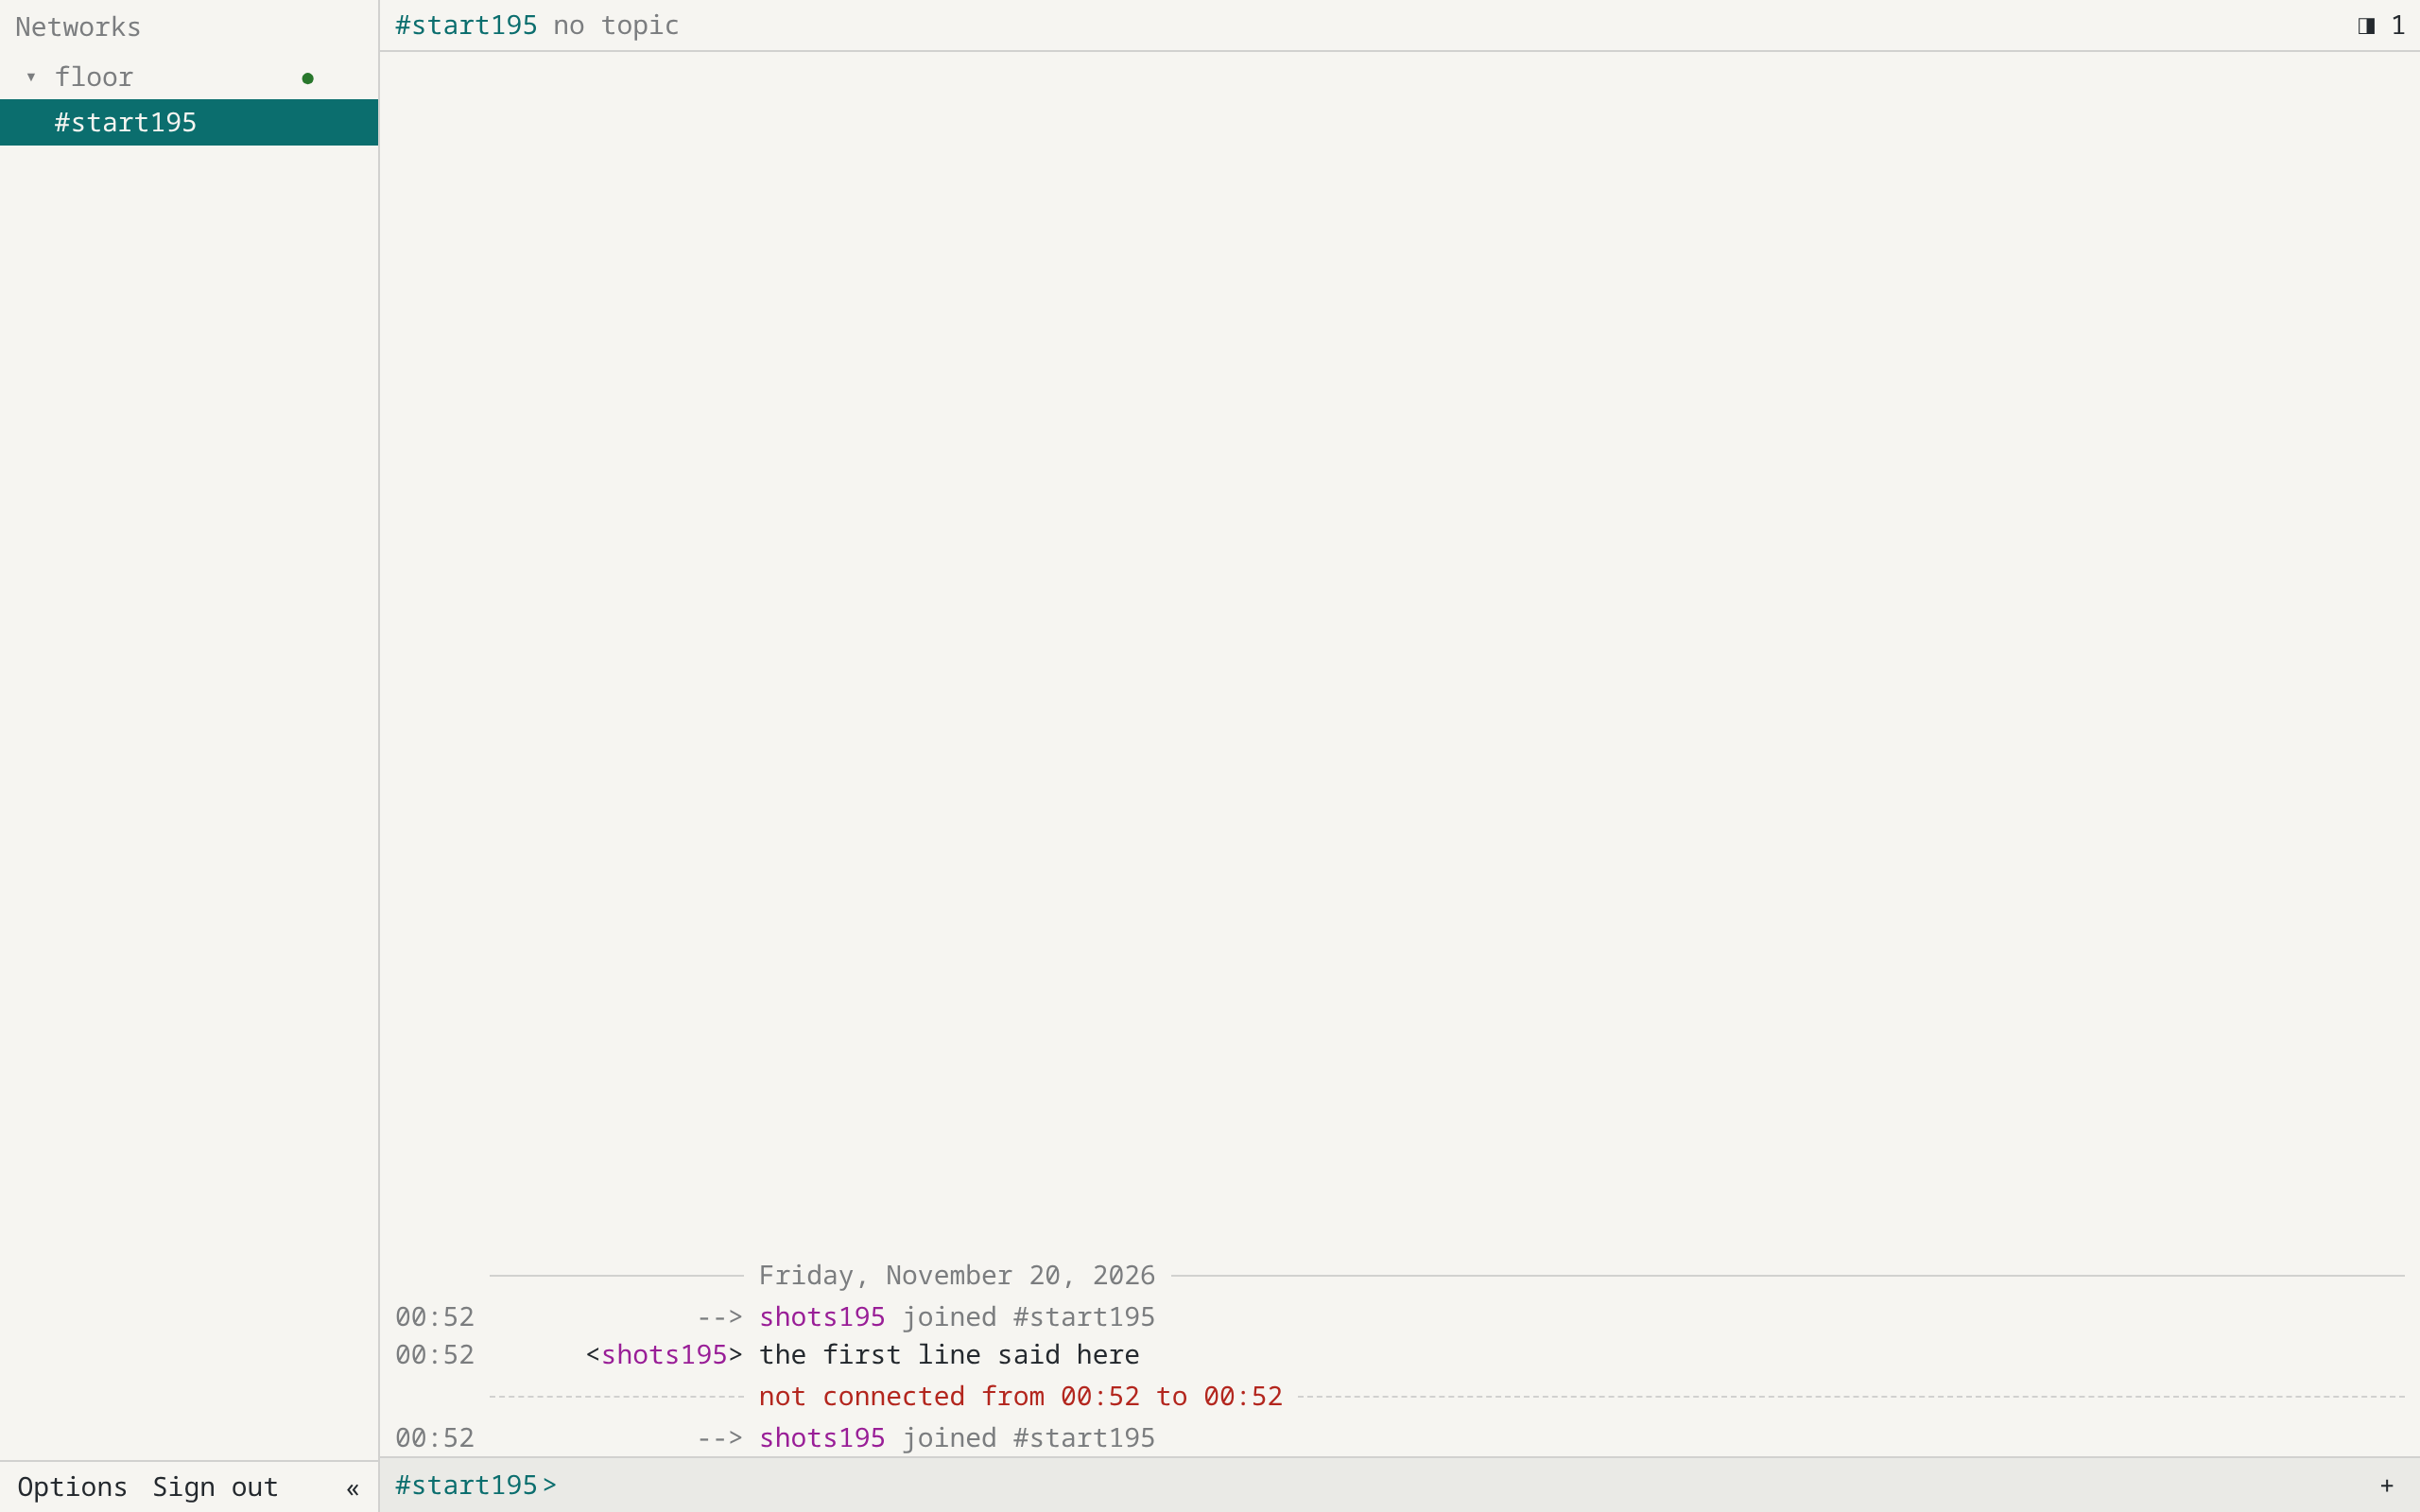 Networks
▾ floor ●
#start195
Options Sign out «
#start195 no topic ◨ 1
Friday, November 20, 2026
00:52 --> shots195 joined #start195
00:52 <shots195> the first line said here
not connected from 00:52 to 00:52
00:52 --> shots195 joined #start195
#start195> +